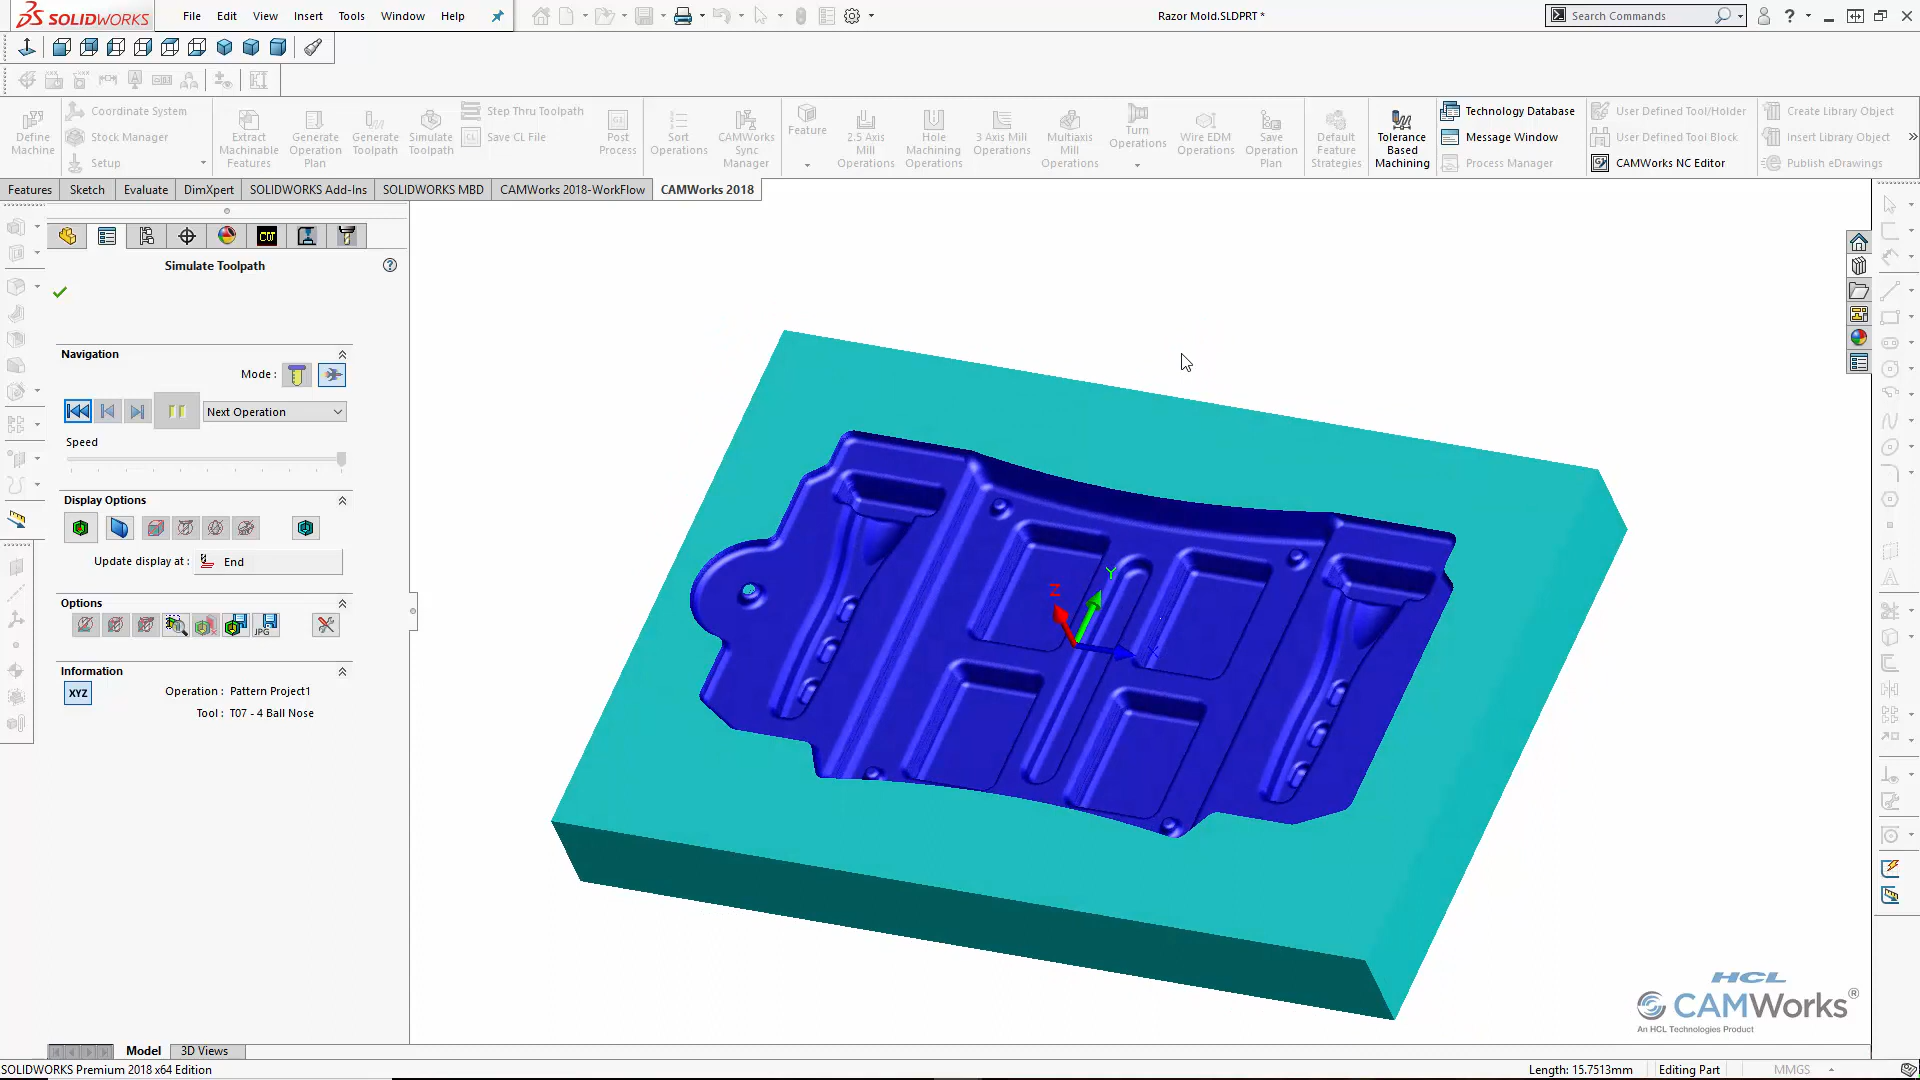 SOLIDWORKS
File Edit View Insert Tools Window Help
Razor Mold.SLDPRT *
Search Commands
Define Machine
Coordinate System
Stock Manager
Setup
Extract Machinable Features
Generate Operation Plan
Generate Toolpath
Simulate Toolpath
Step Thru Toolpath
Save CL File
Post Process
Sort Operations
CAMWorks Sync Manager
Feature
2.5 Axis Mill Operations
Hole Machining Operations
3 Axis Mill Operations
Multiaxis Mill Operations
Turn Operations
Wire EDM Operations
Save Operation Plan
Default Feature Strategies
Tolerance Based Machining
Technology Database
Message Window
Process Manager
User Defined Tool/Holder
User Defined Tool Block
CAMWorks NC Editor
Create Library Object
Insert Library Object
Publish eDrawings
Features Sketch Evaluate DimXpert SOLIDWORKS Add-Ins SOLIDWORKS MBD CAMWorks 2018-WorkFlow CAMWorks 2018
CW
Simulate Toolpath
Navigation
Mode :
Next Operation
Speed
Display Options
Update display at : End
Options
JPG
Information
XYZ
Operation : Pattern Project1
Tool : T07 - 4 Ball Nose
Z
Y
X
HCL
CAMWorks®
An HCL Technologies Product
Model 3D Views
SOLIDWORKS Premium 2018 x64 Edition
Length: 15.7513mm Editing Part MMGS